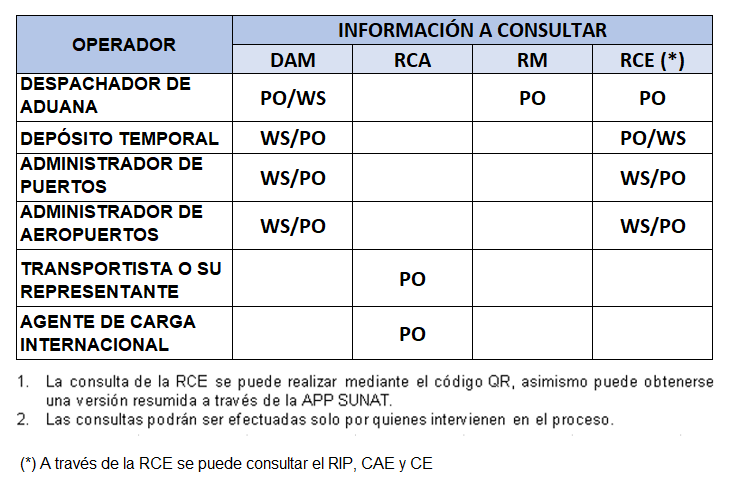 OPERADOR
INFORMACIÓN A CONSULTAR
DAM RCA RM RCE (*)
DESPACHADOR DE
ADUANA
PO/WS PO PO
DEPÓSITO TEMPORAL WS/PO PO/WS
ADMINISTRADOR DE
PUERTOS
WS/PO WS/PO
ADMINISTRADOR DE
AEROPUERTOS
WS/PO WS/PO
TRANSPORTISTA O SU
REPRESENTANTE
PO
AGENTE DE CARGA
INTERNACIONAL
PO
1. La consulta de la RCE se puede realizar mediante el código QR, asimismo puede obtenerse
una versión resumida a través de la APP SUNAT.
2. Las consultas podrán ser efectuadas solo por quienes intervienen en el proceso.
(*) A través de la RCE se puede consultar el RIP, CAE y CE